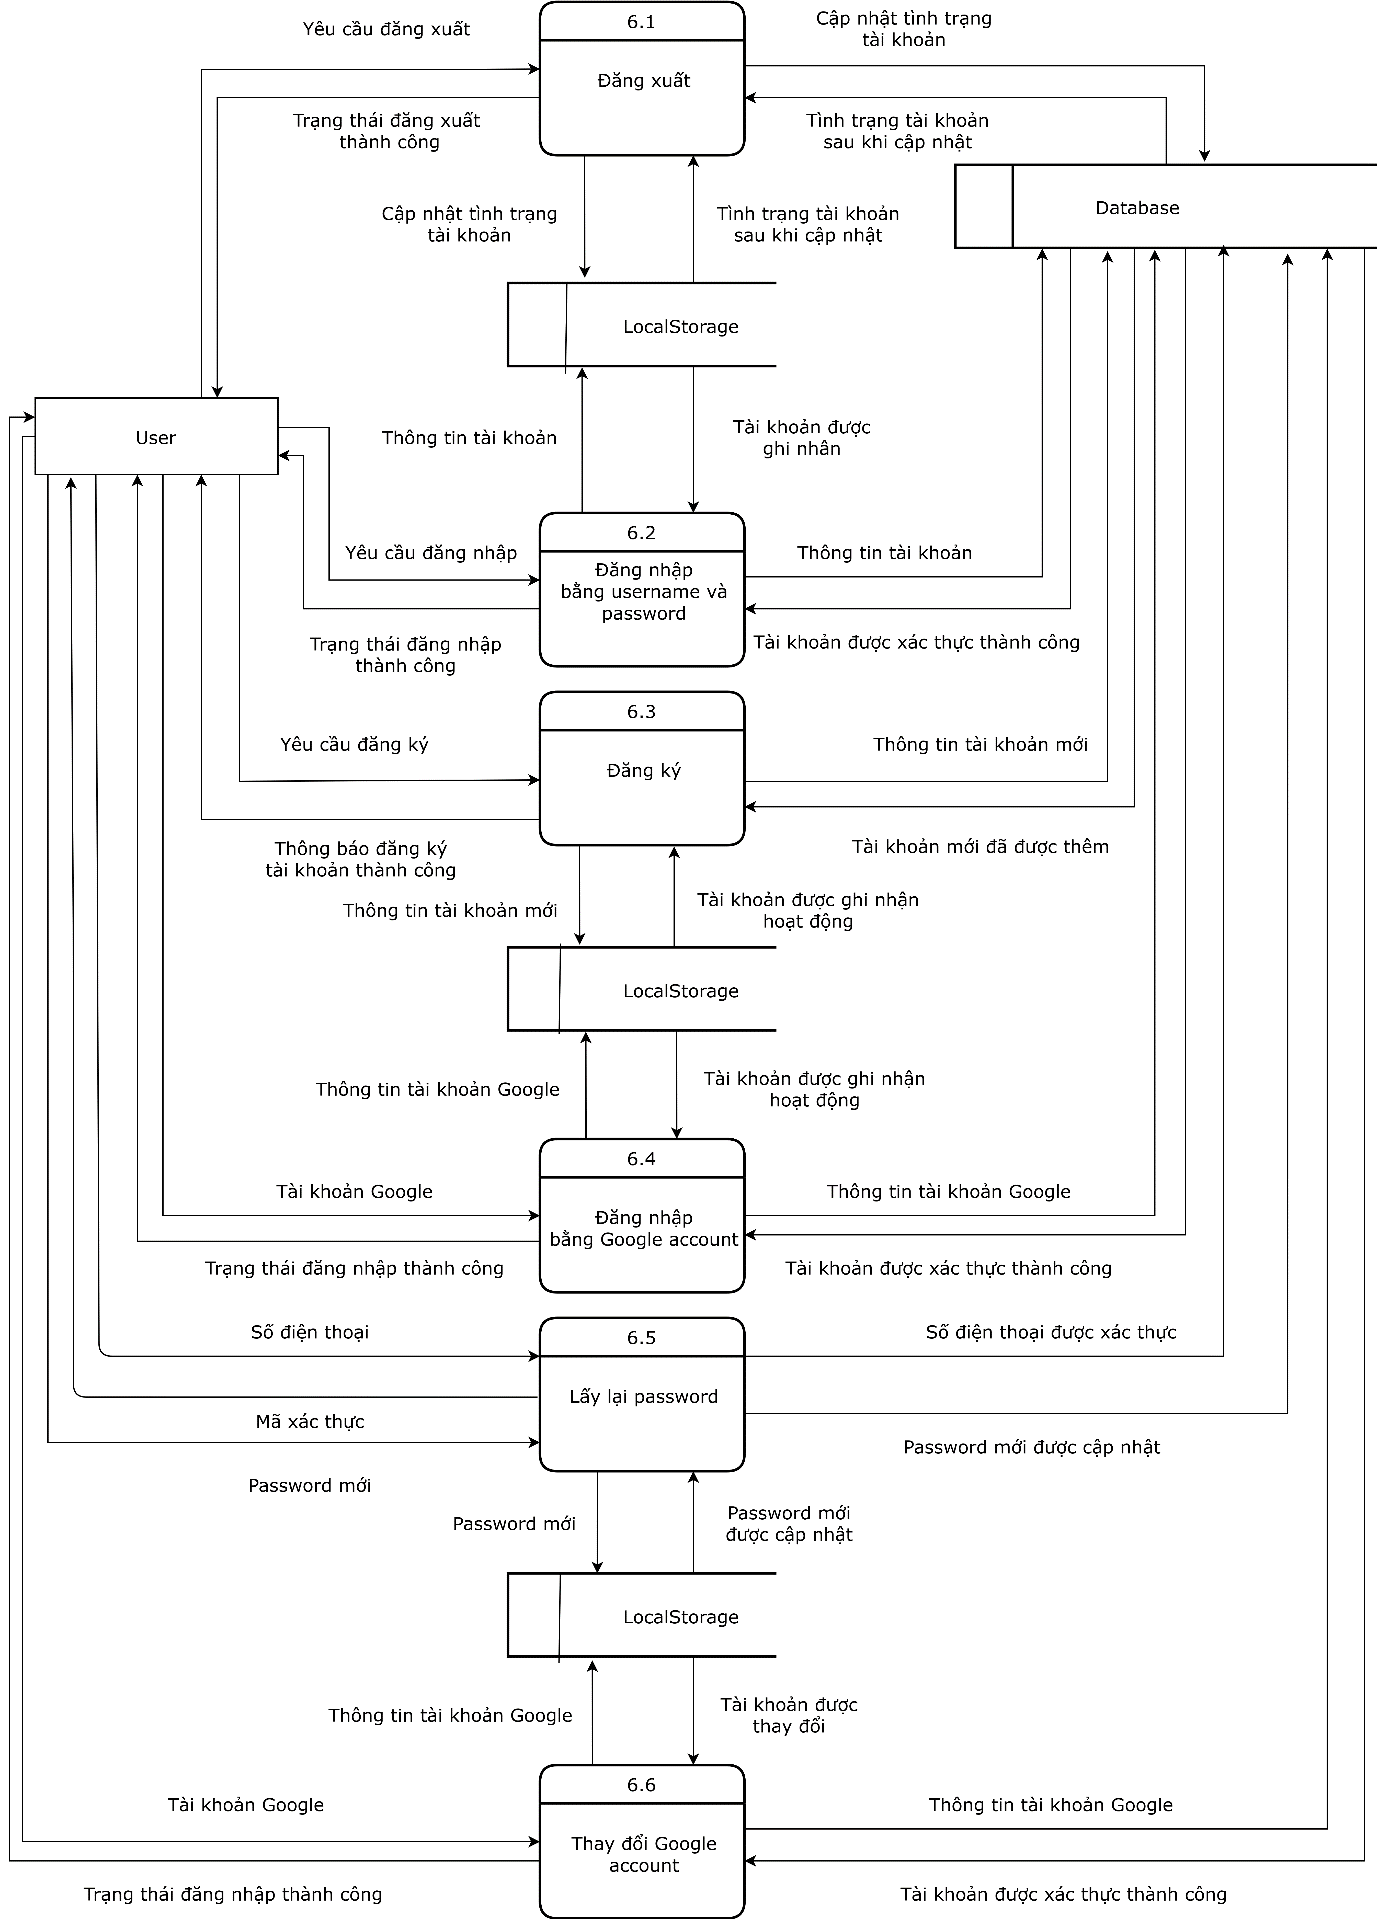 6.1
Yêu cầu đăng xuất
Cập nhật tình trạng
tài khoản
Đăng xuất
Trạng thái đăng xuất
thành công
Tình trạng tài khoản
sau khi cập nhật
Cập nhật tình trạng
tài khoản
Tình trạng tài khoản
sau khi cập nhật
Database
LocalStorage
User
Thông tin tài khoản
Tài khoản được
ghi nhân
6.2
Yêu cầu đăng nhập
Đăng nhập
bằng username và
password
Thông tin tài khoản
Trạng thái đăng nhập
thành công
Tài khoản được xác thực thành công
6.3
Yêu cầu đăng ký
Đăng ký
Thông tin tài khoản mới
Thông báo đăng ký
tài khoản thành công
Tài khoản mới đã được thêm
Thông tin tài khoản mới
Tài khoản được ghi nhận
hoạt động
LocalStorage
Thông tin tài khoản Google
Tài khoản được ghi nhận
hoạt động
6.4
Tài khoản Google
Đăng nhập
bằng Google account
Thông tin tài khoản Google
Trạng thái đăng nhập thành công
Tài khoản được xác thực thành công
6.5
Số điện thoại
Số điện thoại được xác thực
Lấy lại password
Mã xác thực
Password mới được cập nhật
Password mới
Password mới
Password mới
được cập nhật
LocalStorage
Thông tin tài khoản Google
Tài khoản được
thay đổi
6.6
Tài khoản Google
Thông tin tài khoản Google
Thay đổi Google
account
Trạng thái đăng nhập thành công
Tài khoản được xác thực thành công